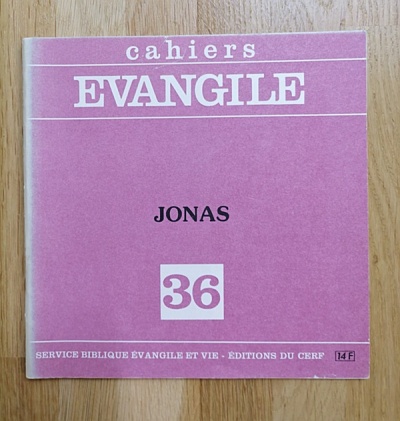 cahiers
EVANGILE
JONAS
36
SERVICE BIBLIQUE ÉVANGILE ET VIE - ÉDITIONS DU CERF 14 F